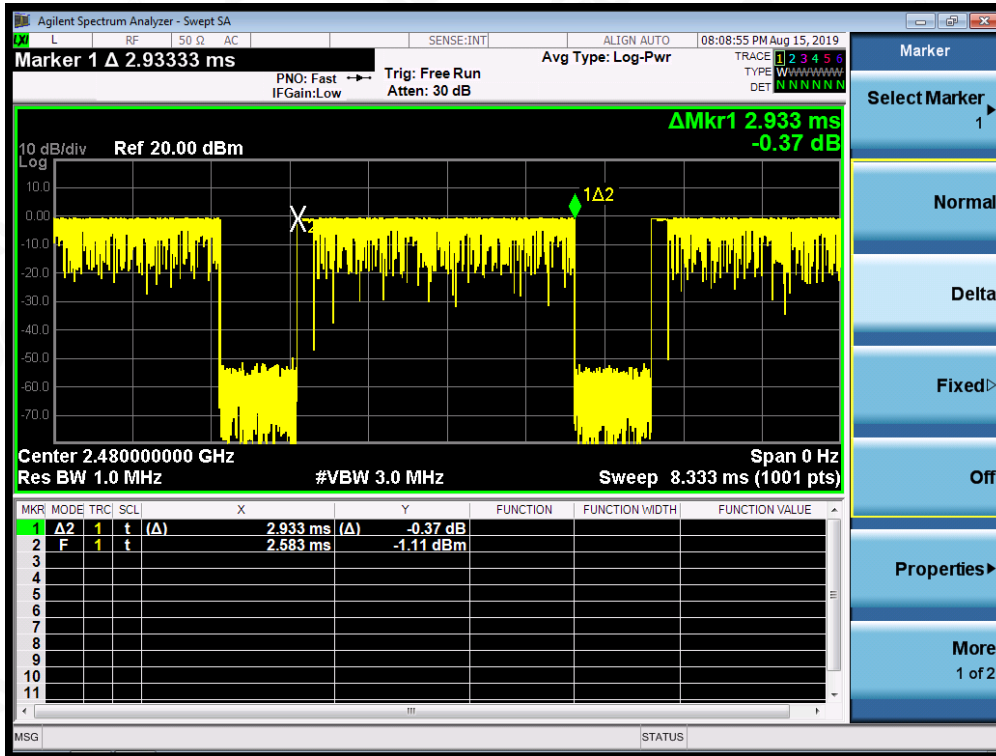 Agilent Spectrum Analyzer - Swept SA
LXI L RF 50 Ω AC SENSE:INT ALIGN AUTO 08:08:55 PM Aug 15, 2019
Marker 1 Δ 2.93333 ms
PNO: Fast Trig: Free Run Avg Type: Log-Pwr TRACE 1 2 3 4 5 6
IFGain:Low Atten: 30 dB TYPE WWWWWW
DET N N N N N N
ΔMkr1 2.933 ms
-0.37 dB
10 dB/div Ref 20.00 dBm
Log
10.0
0.00
-10.0
-20.0
-30.0
-40.0
-50.0
-60.0
-70.0
X2
1Δ2
Center 2.480000000 GHz Span 0 Hz
Res BW 1.0 MHz #VBW 3.0 MHz Sweep 8.333 ms (1001 pts)
MKR MODE TRC SCL X Y FUNCTION FUNCTION WIDTH FUNCTION VALUE
1 Δ2 1 t (Δ) 2.933 ms (Δ) -0.37 dB
2 F 1 t 2.583 ms -1.11 dBm
3
4
5
6
7
8
9
10
11
MSG STATUS
Marker
Select Marker
1
Normal
Delta
Fixed
Off
Properties
More
1 of 2